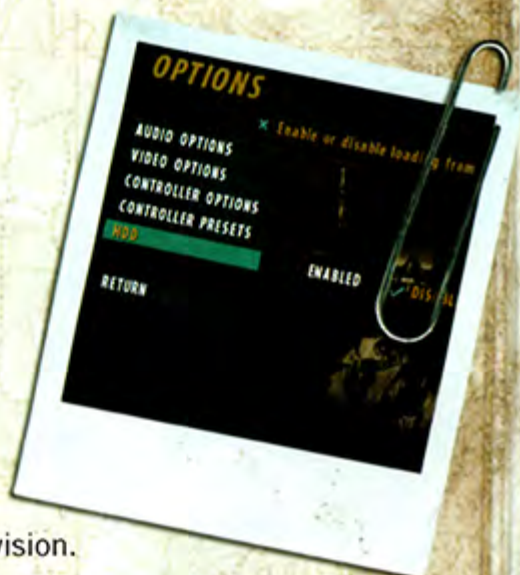 OPTIONS
× Enable or disable loading from
AUDIO OPTIONS
VIDEO OPTIONS
CONTROLLER OPTIONS
CONTROLLER PRESETS
HDD
ENABLED
RETURN
vision.